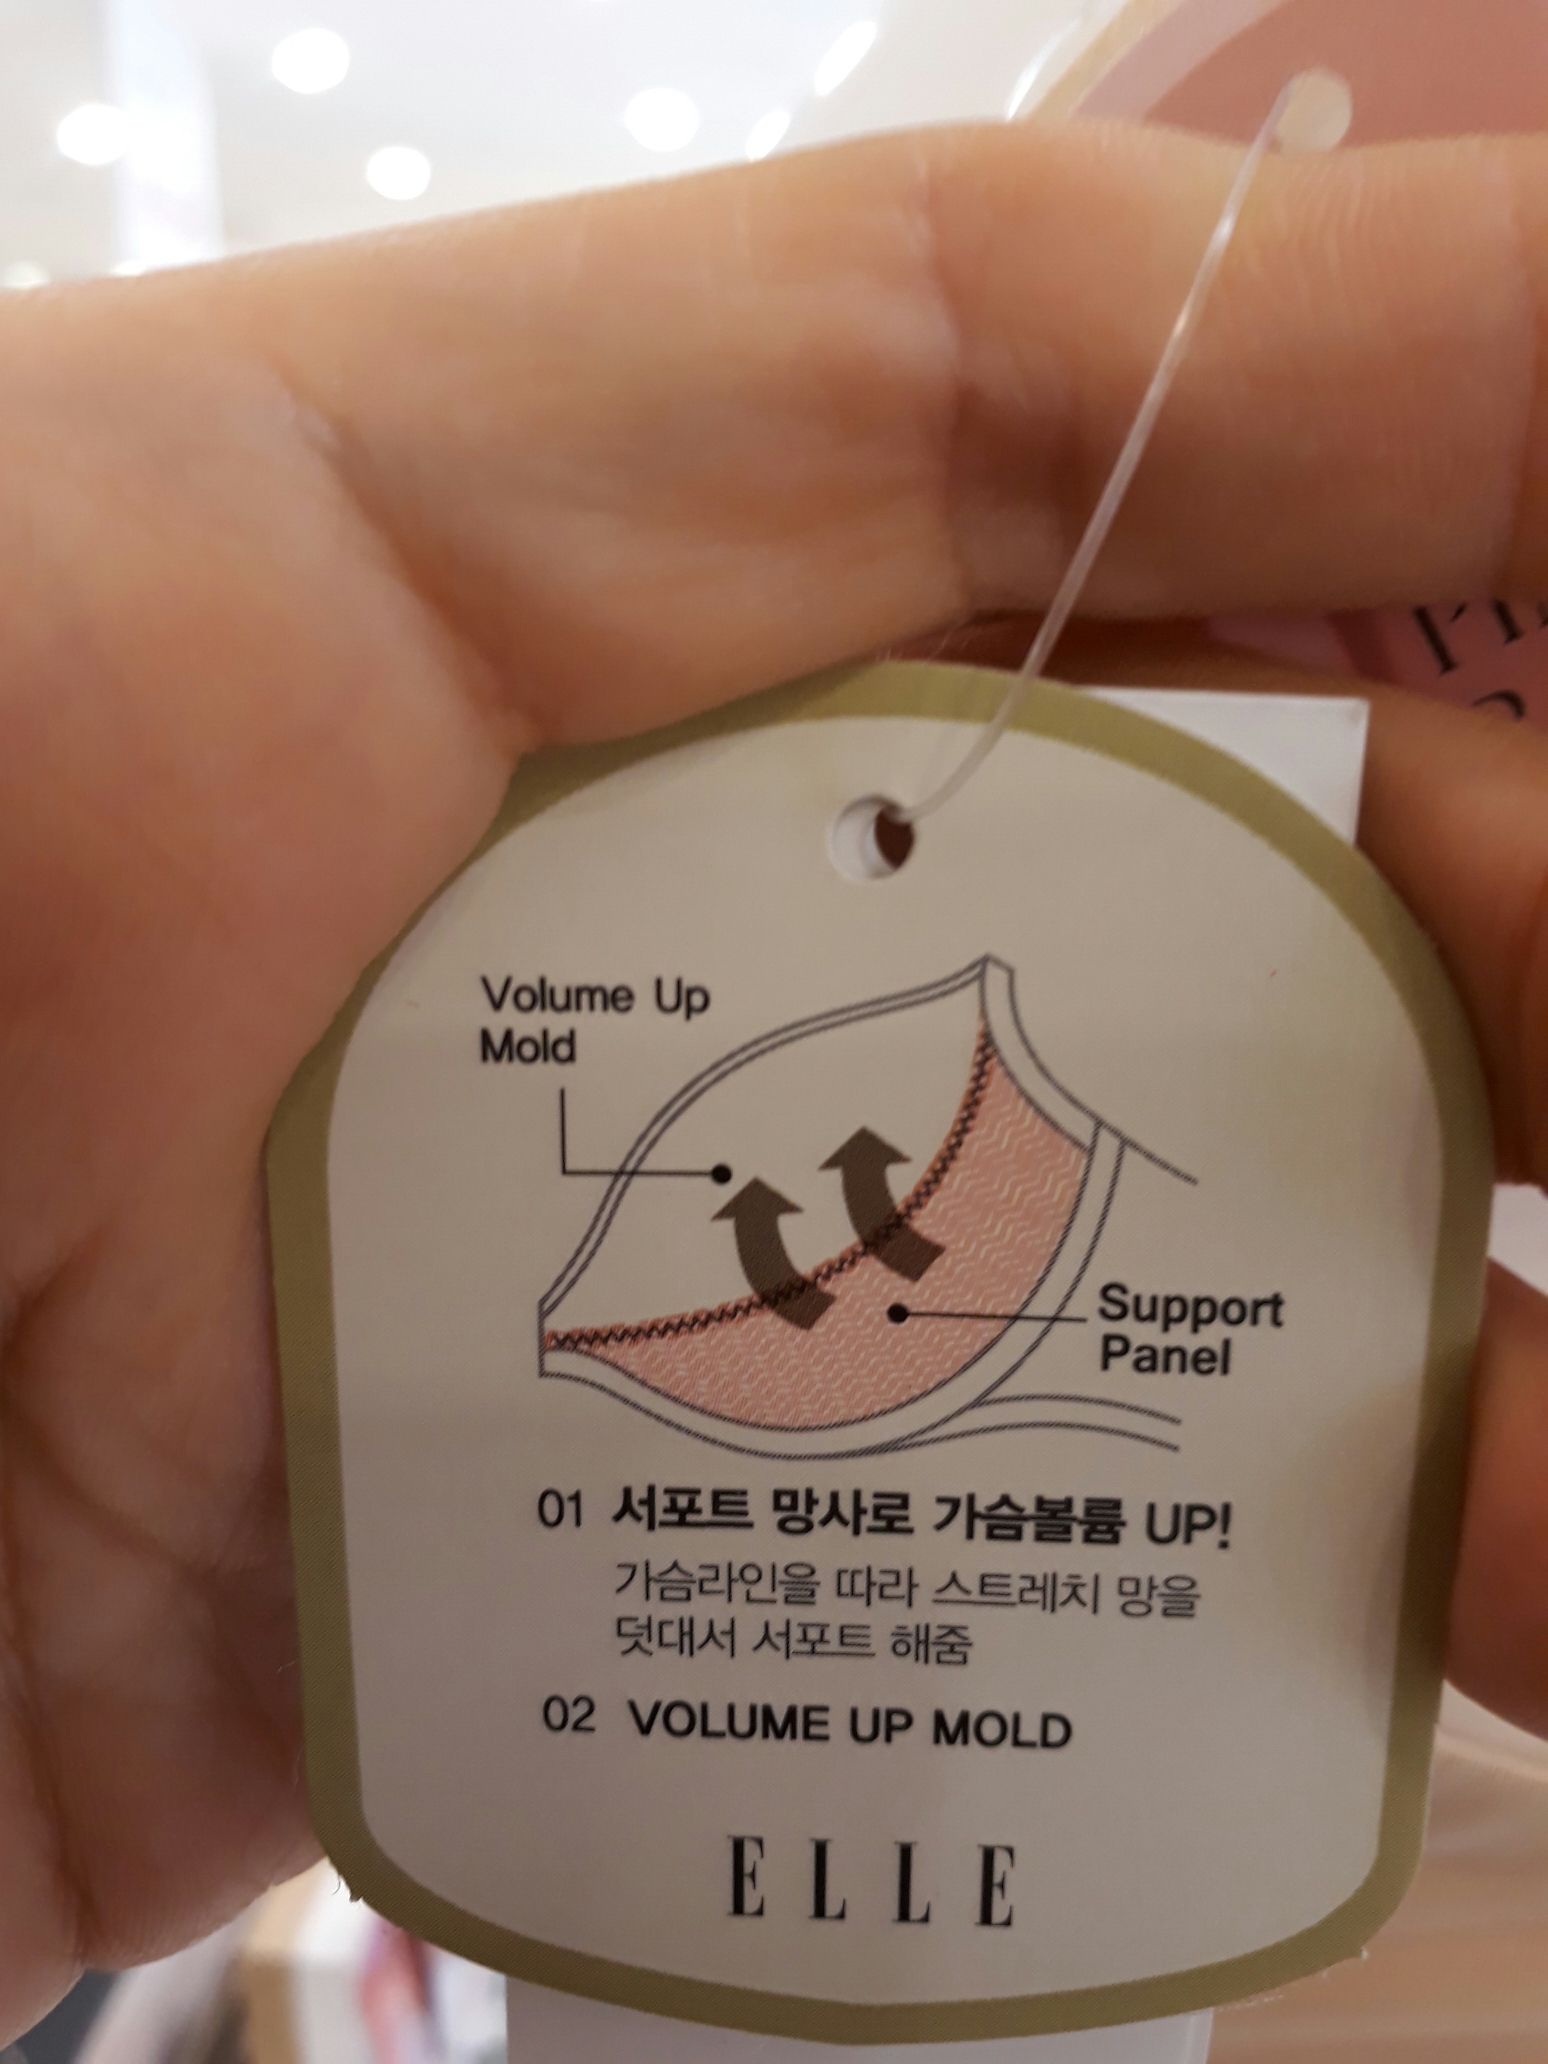 Volume Up
Mold
Support
Panel
01 서포트 망사로 가슴볼륨 UP!
가슴라인을 따라 스트레치 망을
덧대서 서포트 해줌
02 VOLUME UP MOLD
ELLE